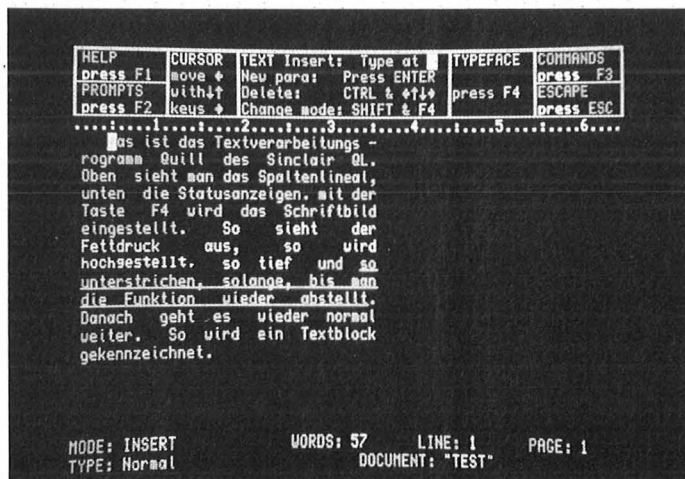 HELP CURSOR TEXT Insert: Type at TYPEFACE COMMANDS
press F1 move ✥ New para: Press ENTER press F3
PROMPTS with↓↑ Delete: CTRL & ←↑↓→ press F4 ESCAPE
press F2 keys ✥ Change mode: SHIFT & F4 press ESC
....:....1....:....2....:....3....:....4....:....5....:....6....
as ist das Textverarbeitungs -
rogramm Quill des Sinclair QL.
Oben sieht man das Spaltenlineal,
unten die Statusanzeigen. mit der
Taste F4 wird das Schriftbild
eingestellt. So sieht der
Fettdruck aus, so wird
hochgestellt, so tief und so
unterstrichen, solange, bis man
die Funktion wieder abstellt.
Danach geht es wieder normal
weiter. So wird ein Textblock
gekennzeichnet.
MODE: INSERT WORDS: 57 LINE: 1 PAGE: 1
TYPE: Normal DOCUMENT: "TEST"